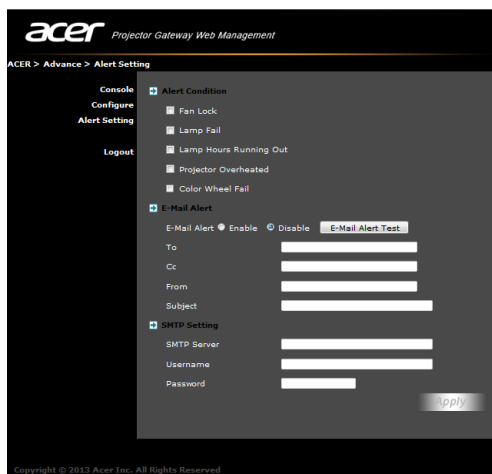 acer Projector Gateway Web Management
ACER > Advance > Alert Setting
Console
Configure
Alert Setting
Logout
Alert Condition
Fan Lock
Lamp Fail
Lamp Hours Running Out
Projector Overheated
Color Wheel Fail
E-Mail Alert
E-Mail Alert Enable Disable E-Mail Alert Test
To
Cc
From
Subject
SMTP Setting
SMTP Server
Username
Password
Apply
Copyright © 2013 Acer Inc. All Rights Reserved